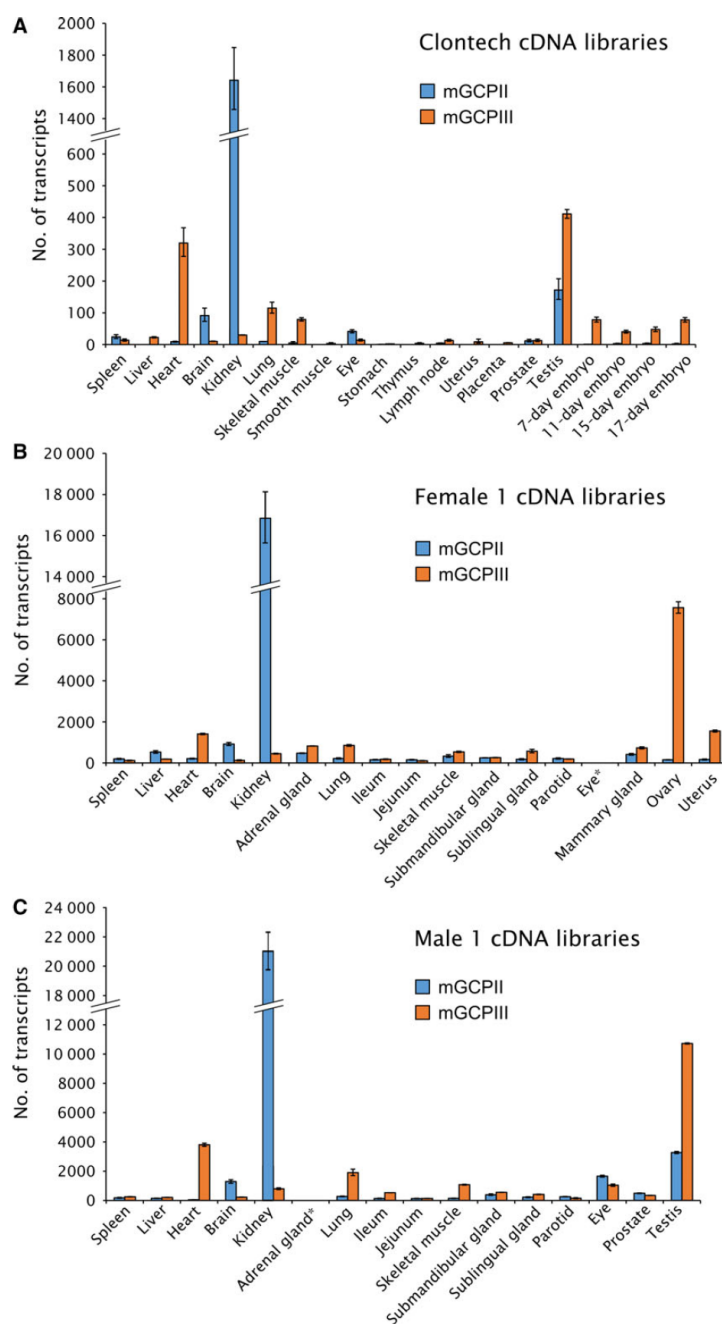 A
Clontech cDNA libraries
mGCPII
mGCPIII
No. of transcripts
2000
1800
1600
1400
600
500
400
300
200
100
0
Spleen
Liver
Heart
Brain
Kidney
Lung
Skeletal muscle
Smooth muscle
Eye
Stomach
Thymus
Lymph node
Uterus
Placenta
Prostate
Testis
7-day embryo
11-day embryo
15-day embryo
17-day embryo
B
Female 1 cDNA libraries
mGCPII
mGCPIII
No. of transcripts
20 000
18 000
16 000
14 000
8000
6000
4000
2000
0
Spleen
Liver
Heart
Brain
Kidney
Adrenal gland
Lung
Ileum
Jejunum
Skeletal muscle
Submandibular gland
Sublingual gland
Parotid
Eye*
Mammary gland
Ovary
Uterus
C
Male 1 cDNA libraries
mGCPII
mGCPIII
No. of transcripts
24 000
22 000
20 000
18 000
12 000
10 000
8000
6000
4000
2000
0
Spleen
Liver
Heart
Brain
Kidney
Adrenal gland*
Lung
Ileum
Jejunum
Skeletal muscle
Submandibular gland
Sublingual gland
Parotid
Eye
Prostate
Testis